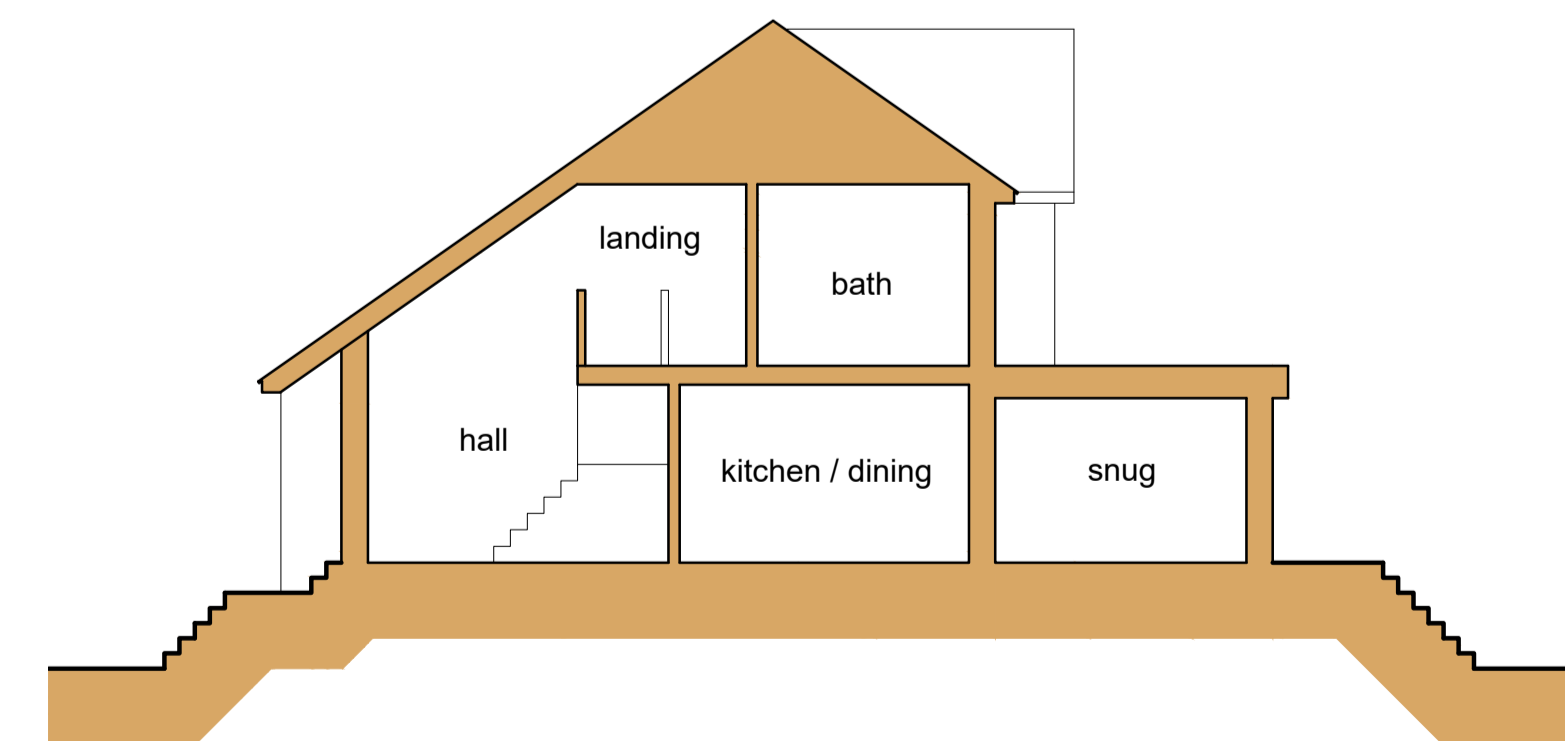 landing
bath
hall
kitchen / dining
snug